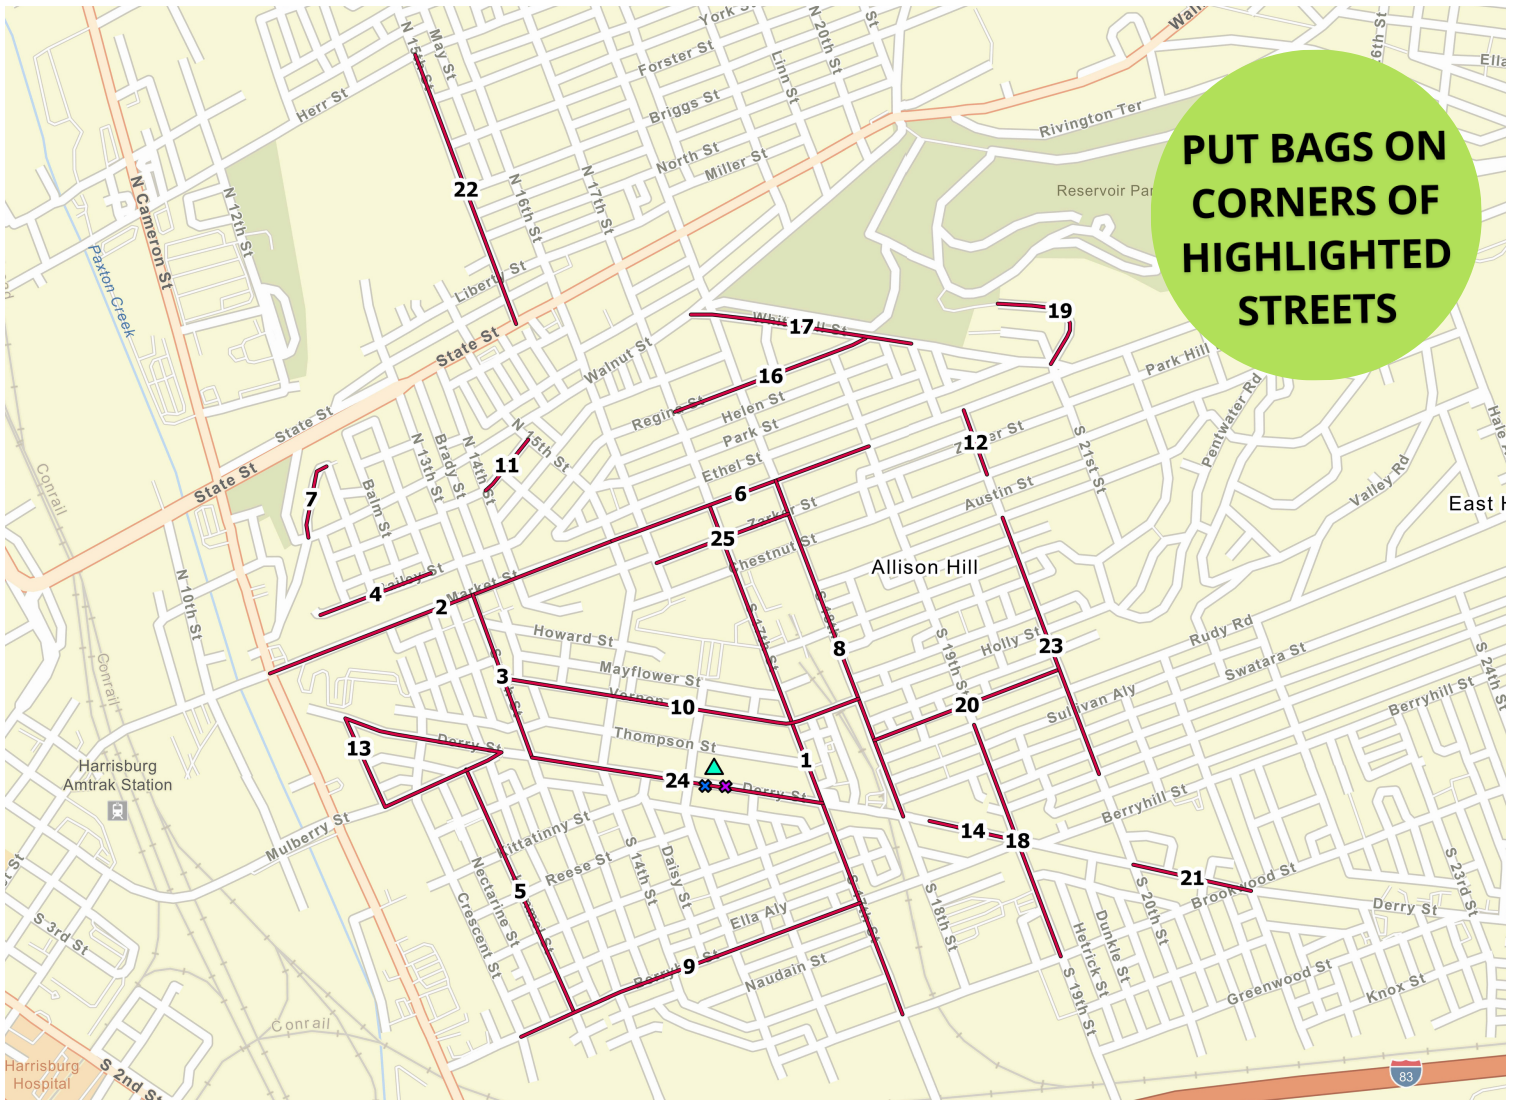 PUT BAGS ON
CORNERS OF
HIGHLIGHTED
STREETS
York St
N 20th St
N 15th St
May St
Forster St
Linn St
Briggs St
Herr St
North St
Miller St
N 16th St
N 17th St
N 12th St
N Cameron St
Paxton Creek
Liberty St
State St
Rivington Ter
Reservoir Par
22
19
17
16
Walnut St
State St
State St
Regina St
Helen St
Park St
Ethel St
Park Hill
Pentwater Rd
Valley Rd
East H
12
S 21st St
Austin St
N 13th St
Brady St
N 14th St
N 15th St
11
7
Balm St
6
25
Zarker St
Chestnut St
Allison Hill
Conrail
N 10th St
4
2
Market St
Howard St
S 17th St
8
S 19th St
Holly St
23
Rudy Rd
Swatara St
S 24th St
3
Mayflower St
10
20
Sullivan Aly
Berryhill St
Conrail
13
Derry St
Thompson St
1
24
Derry St
Harrisburg
Amtrak Station
Mulberry St
Kittatinny St
Reese St
S 14th St
Daisy St
14
18
Berryhill St
21
Brookwood St
S 20th St
Derry St
S 23rd St
Nectarine St
Crescent St
5
Ella Aly
S 17th St
S 18th St
Dunkle St
Hetrick St
S 3rd St
9
Naudain St
S 19th St
Greenwood St
Knox St
Conrail
Harrisburg
Hospital
S 2nd St
83